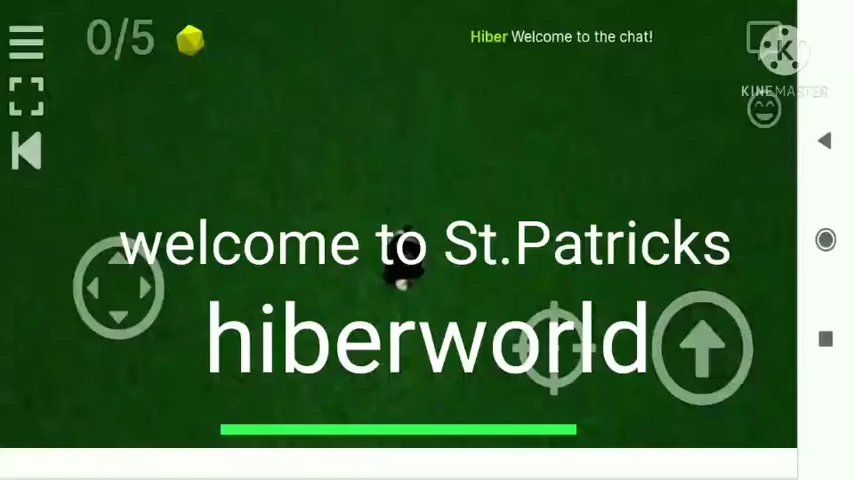 0/5
Hiber Welcome to the chat!
K
KINEMASTER
welcome to St.Patricks
hiberworld